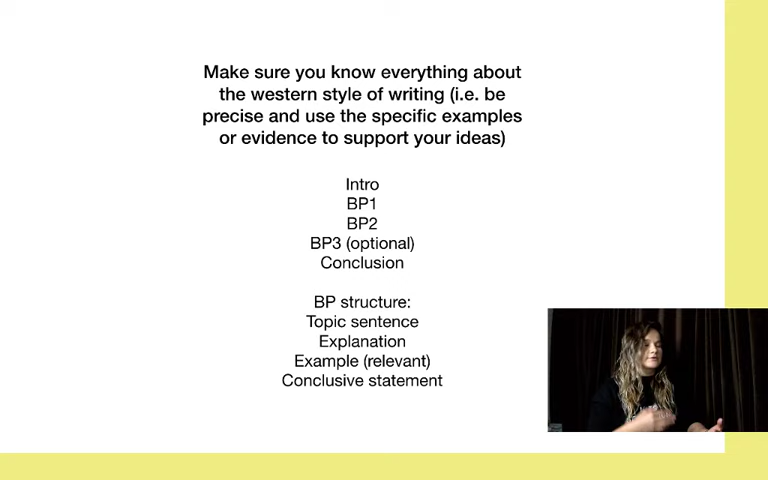 Make sure you know everything about
the western style of writing (i.e. be
precise and use the specific examples
or evidence to support your ideas)
Intro
BP1
BP2
BP3 (optional)
Conclusion
BP structure:
Topic sentence
Explanation
Example (relevant)
Conclusive statement